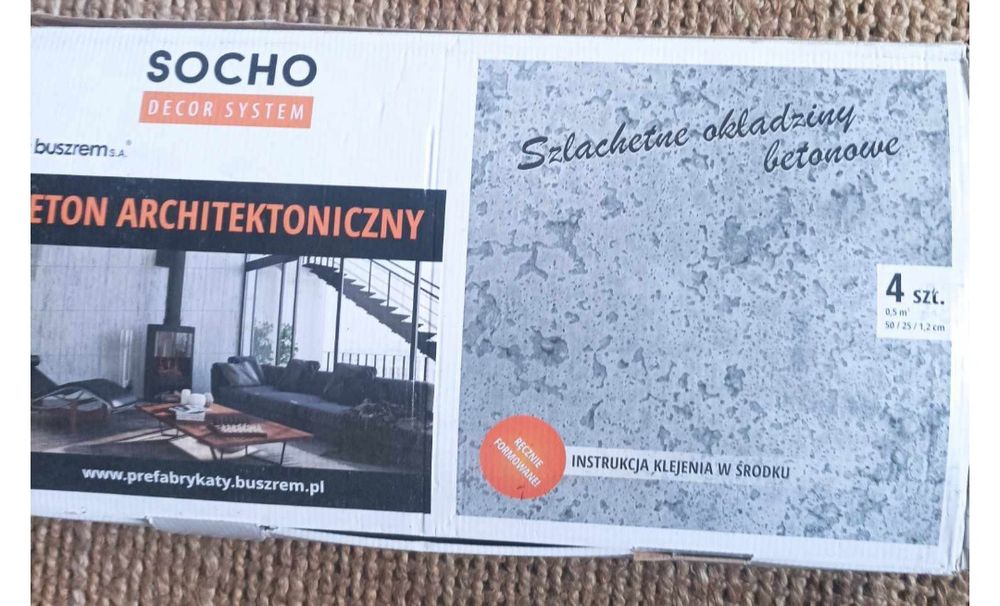 SOCHO
DECOR SYSTEM
buszrem S.A.®
ETON ARCHITEKTONICZNY
www.prefabrykaty.buszrem.pl
Szlachetne okładziny
betonowe
4 szt.
0,5 m²
50 / 25 / 1,2 cm
RĘCZNIE
FORMOWANE!
INSTRUKCJA KLEJENIA W ŚRODKU